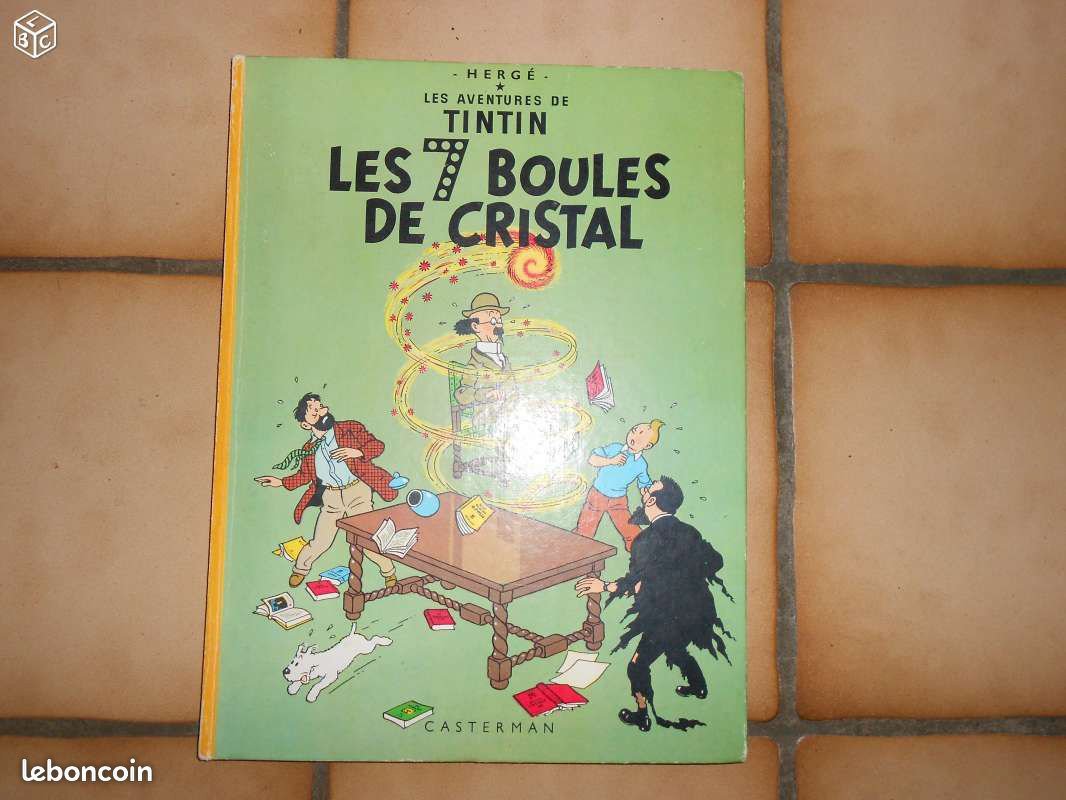 LBC
- HERGÉ -
LES AVENTURES DE
TINTIN
LES 7 BOULES
DE CRISTAL
CASTERMAN
leboncoin